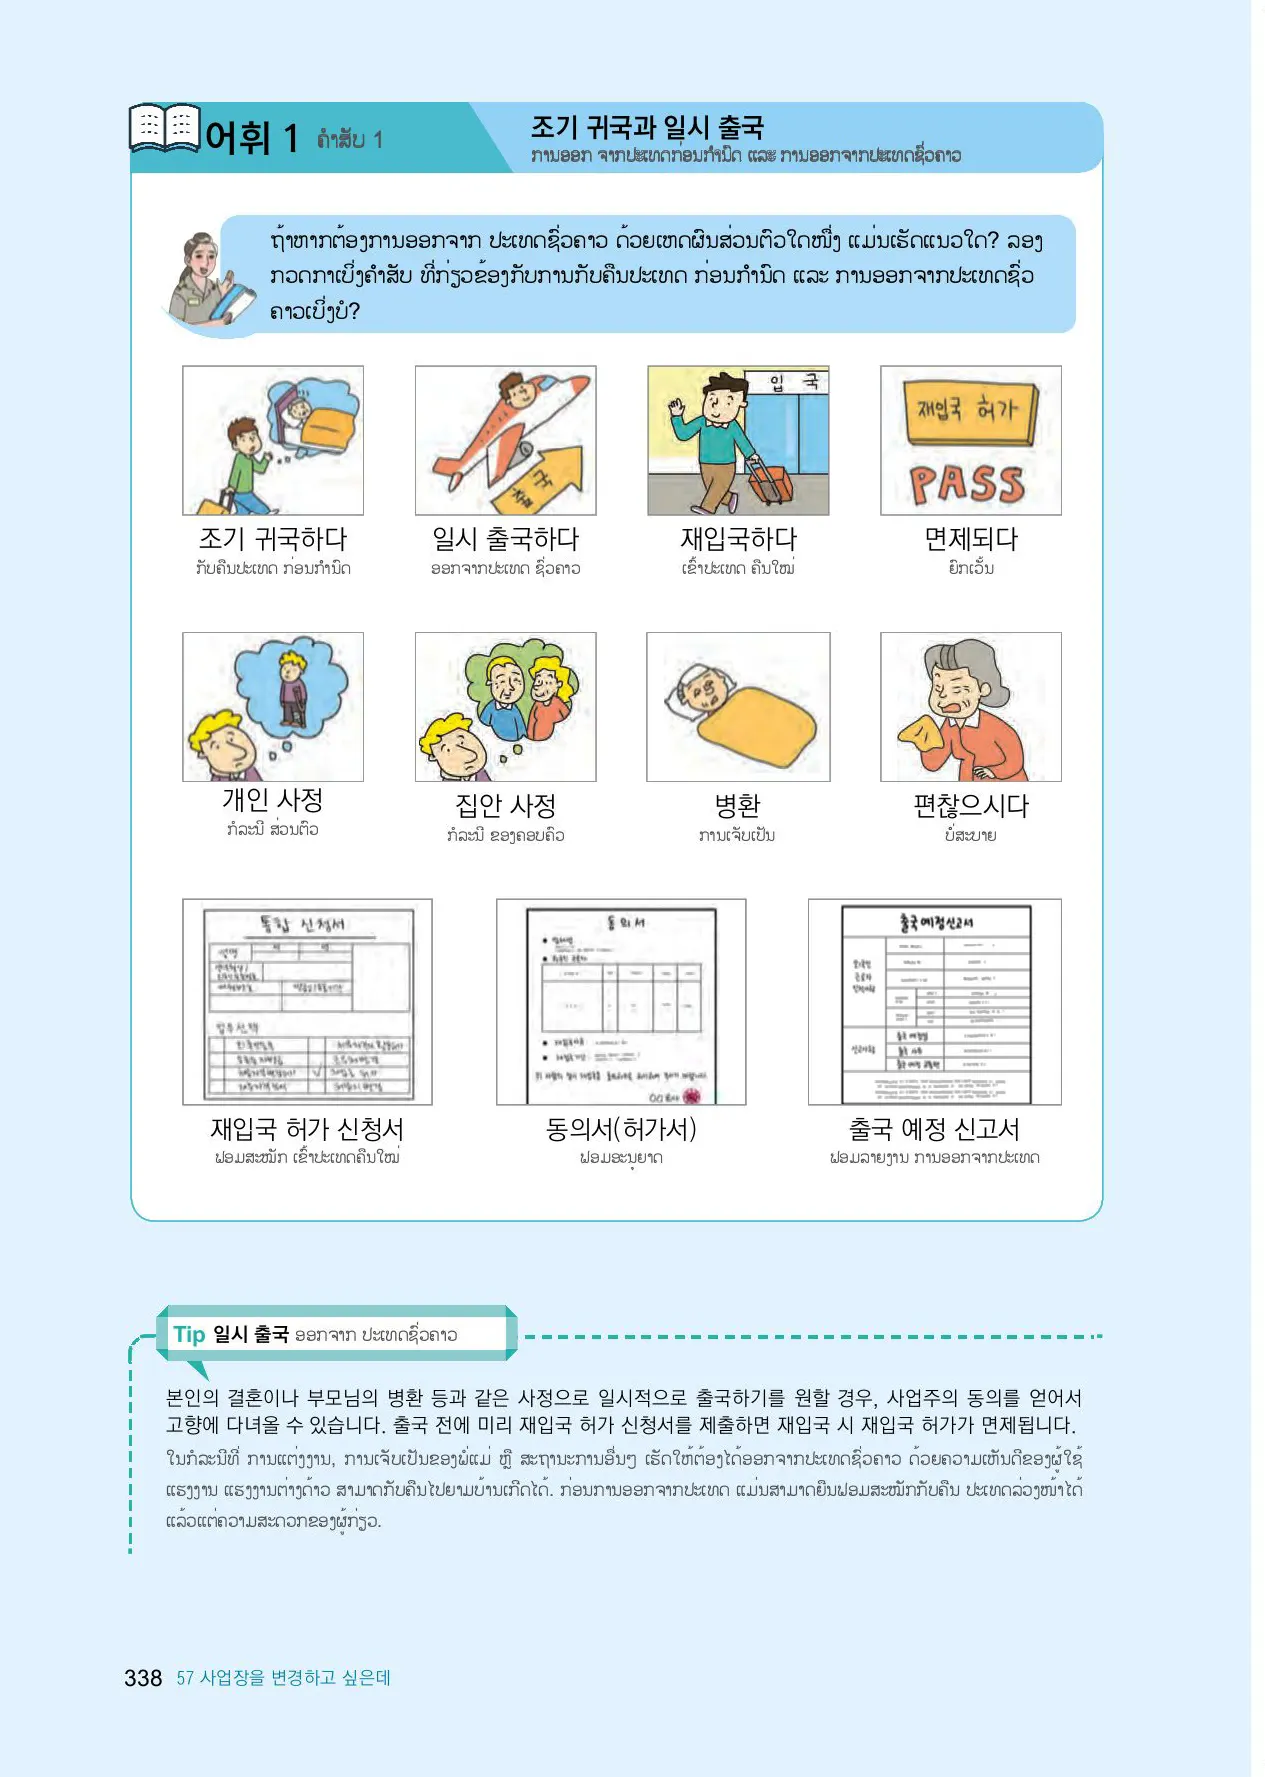 어휘 1 ຄໍາສັບ 1
조기 귀국과 일시 출국
ການອອກ ຈາກປະເທດກ່ອນກໍານົດ ແລະ ການອອກຈາກປະເທດຊົ່ວຄາວ
ຖ້າຫາກຕ້ອງການອອກຈາກ ປະເທດຊົ່ວຄາວ ດ້ວຍເຫດຜົນສ່ວນຕົວໃດໜຶ່ງ ແມ່ນເຮັດແນວໃດ? ລອງ
ກວດກາເບິ່ງຄໍາສັບ ທີ່ກ່ຽວຂ້ອງກັບການກັບຄືນປະເທດ ກ່ອນກໍານົດ ແລະ ການອອກຈາກປະເທດຊົ່ວ
ຄາວເບິ່ງບໍ?
출국
입 국
재입국 허가
PASS
조기 귀국하다 일시 출국하다 재입국하다 면제되다
ກັບຄືນປະເທດ ກ່ອນກໍານົດ ອອກຈາກປະເທດ ຊົ່ວຄາວ ເຂົ້າປະເທດ ຄືນໃໝ່ ຍົກເວັ້ນ
개인 사정 집안 사정 병환 편찮으시다
ກໍລະນີ ສ່ວນຕົວ ກໍລະນີ ຂອງຄອບຄົວ ການເຈັບເປັນ ບໍ່ສະບາຍ
통합 신청서
성명
업무선택
동의서
출국예정신고서
외국인
근로자
인적사항
신고사항
출국 예정일
출국 사유
출국 예정 교통편
재입국 허가 신청서 동의서(허가서) 출국 예정 신고서
ຟອມສະໝັກ ເຂົ້າປະເທດຄືນໃໝ່ ຟອມອະນຸຍາດ ຟອມລາຍງານ ການອອກຈາກປະເທດ
Tip 일시 출국 ອອກຈາກ ປະເທດຊົ່ວຄາວ
본인의 결혼이나 부모님의 병환 등과 같은 사정으로 일시적으로 출국하기를 원할 경우, 사업주의 동의를 얻어서
고향에 다녀올 수 있습니다. 출국 전에 미리 재입국 허가 신청서를 제출하면 재입국 시 재입국 허가가 면제됩니다.
ໃນກໍລະນີທີ່ ການແຕ່ງງານ, ການເຈັບເປັນຂອງພໍ່ແມ່ ຫຼື ສະຖານະການອື່ນໆ ເຮັດໃຫ້ຕ້ອງໄດ້ອອກຈາກປະເທດຊົ່ວຄາວ ດ້ວຍຄວາມເຫັນດີຂອງຜູ້ໃຊ້
ແຮງງານ ແຮງງານຕ່າງດ້າວ ສາມາດກັບຄືນໄປຍາມບ້ານເກີດໄດ້. ກ່ອນການອອກຈາກປະເທດ ແມ່ນສາມາດຍືນຟອມສະໝັກກັບຄືນ ປະເທດລ່ວງໜ້າໄດ້
ແລ້ວແຕ່ຄວາມສະດວກຂອງຜູ້ກ່ຽວ.
338 57 사업장을 변경하고 싶은데